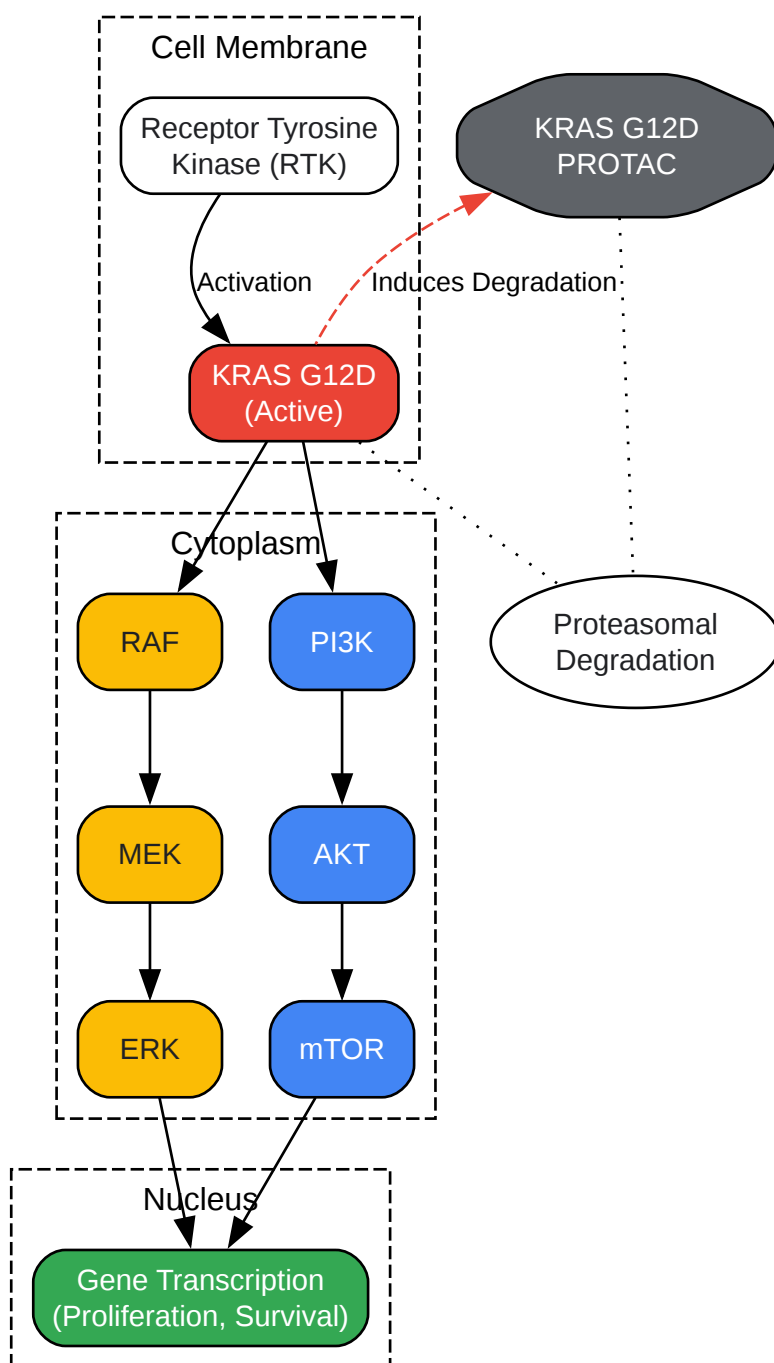 Cell Membrane
Receptor Tyrosine
Kinase (RTK)
KRAS G12D
PROTAC
Activation
Induces Degradation
KRAS G12D
(Active)
Cytoplasm
RAF
PI3K
Proteasomal
Degradation
MEK
AKT
ERK
mTOR
Nucleus
Gene Transcription
(Proliferation, Survival)